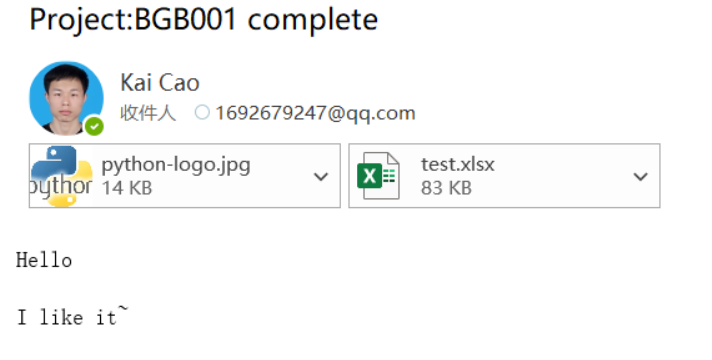 Project:BGB001 complete
Kai Cao
收件人 1692679247@qq.com
python-logo.jpg
14 KB
python
test.xlsx
83 KB
X
Hello
I like it~